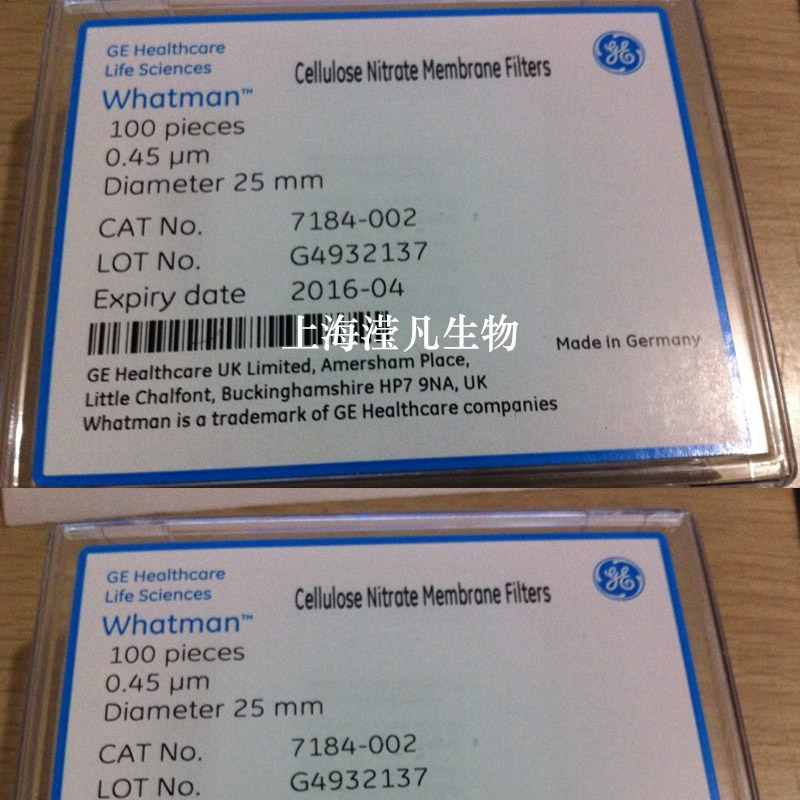 GE Healthcare
Life Sciences
Cellulose Nitrate Membrane Filters
Whatman™
100 pieces
0.45 µm
Diameter 25 mm
CAT No. 7184-002
LOT No. G4932137
Expiry date 2016-04
上海滢凡生物
Made in Germany
GE Healthcare UK Limited, Amersham Place,
Little Chalfont, Buckinghamshire HP7 9NA, UK
Whatman is a trademark of GE Healthcare companies
GE Healthcare
Life Sciences
Cellulose Nitrate Membrane Filters
Whatman™
100 pieces
0.45 µm
Diameter 25 mm
CAT No. 7184-002
LOT No. G4932137